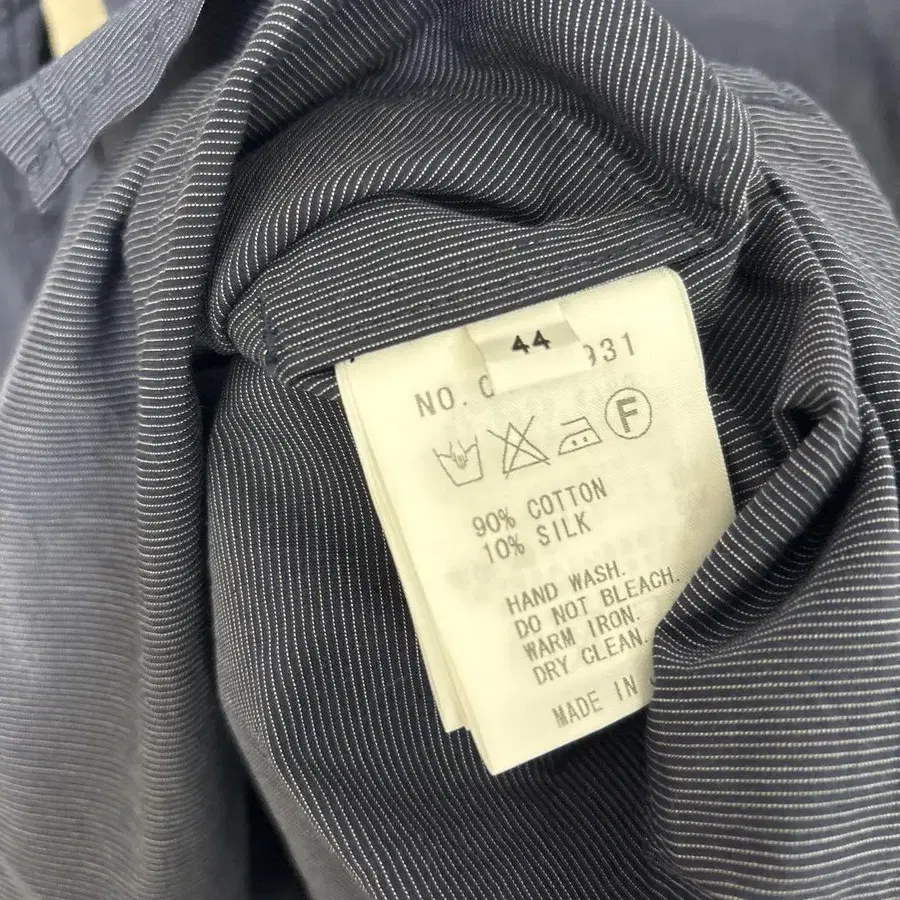 44
NO. 931
F
90% COTTON
10% SILK
HAND WASH.
DO NOT BLEACH.
WARM IRON.
DRY CLEAN.
MADE IN